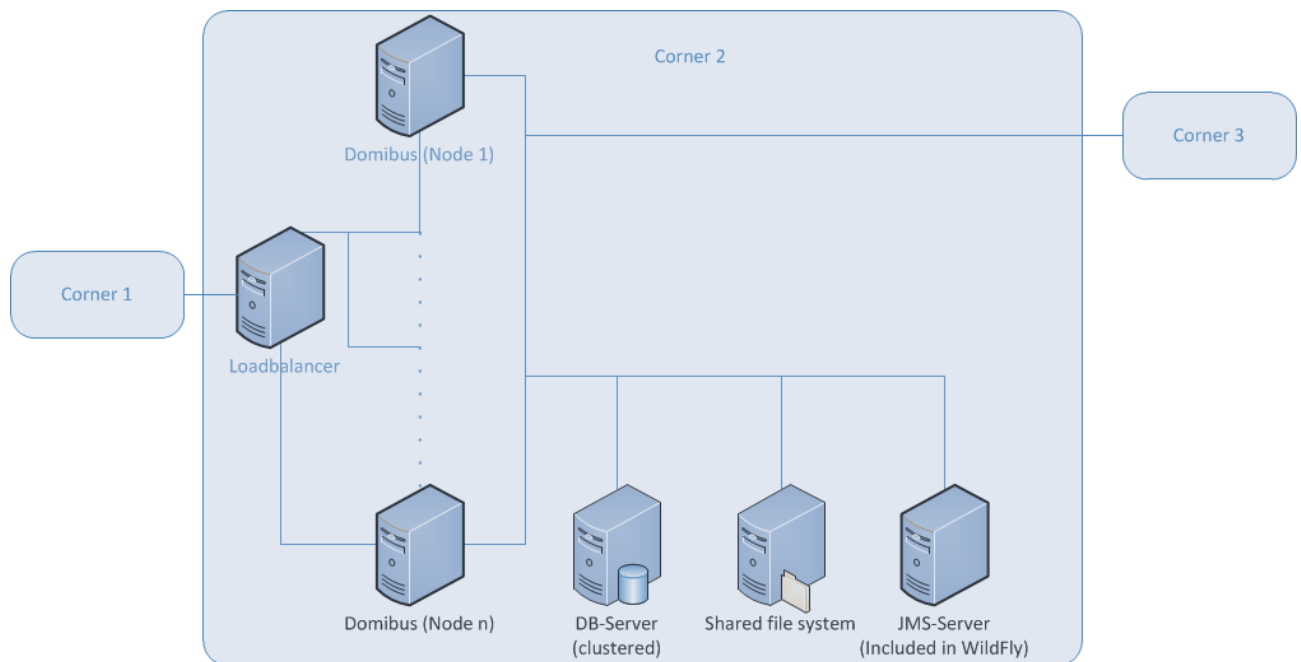 Corner 2
Corner 3
Domibus (Node 1)
Corner 1
Loadbalancer
Domibus (Node n)
DB-Server
(clustered)
Shared file system
JMS-Server
(Included in WildFly)